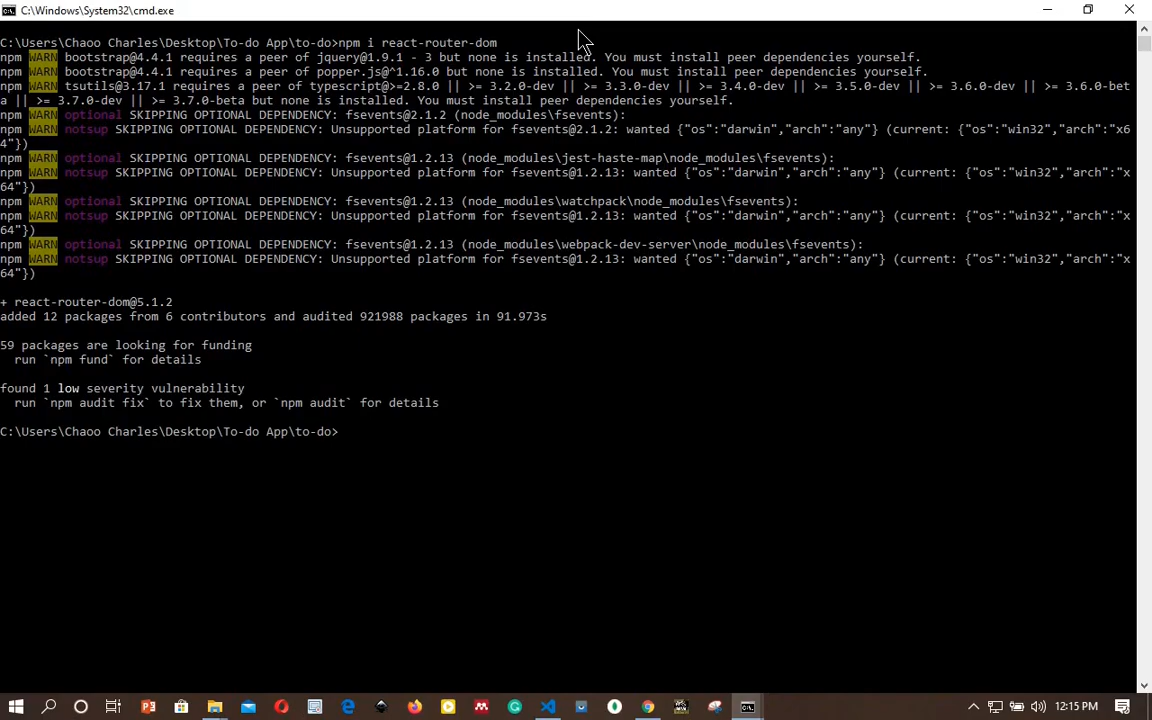 C:\Windows\System32\cmd.exe
C:\Users\Chaoo Charles\Desktop\To-do App\to-do>npm i react-router-dom
npm WARN bootstrap@4.4.1 requires a peer of jquery@1.9.1 - 3 but none is installed. You must install peer dependencies yourself.
npm WARN bootstrap@4.4.1 requires a peer of popper.js@^1.16.0 but none is installed. You must install peer dependencies yourself.
npm WARN tsutils@3.17.1 requires a peer of typescript@>=2.8.0 || >= 3.2.0-dev || >= 3.3.0-dev || >= 3.4.0-dev || >= 3.5.0-dev || >= 3.6.0-dev || >= 3.6.0-bet
a || >= 3.7.0-dev || >= 3.7.0-beta but none is installed. You must install peer dependencies yourself.
npm WARN optional SKIPPING OPTIONAL DEPENDENCY: fsevents@2.1.2 (node_modules\fsevents):
npm WARN notsup SKIPPING OPTIONAL DEPENDENCY: Unsupported platform for fsevents@2.1.2: wanted {"os":"darwin","arch":"any"} (current: {"os":"win32","arch":"x6
4"})
npm WARN optional SKIPPING OPTIONAL DEPENDENCY: fsevents@1.2.13 (node_modules\jest-haste-map\node_modules\fsevents):
npm WARN notsup SKIPPING OPTIONAL DEPENDENCY: Unsupported platform for fsevents@1.2.13: wanted {"os":"darwin","arch":"any"} (current: {"os":"win32","arch":"x
64"})
npm WARN optional SKIPPING OPTIONAL DEPENDENCY: fsevents@1.2.13 (node_modules\watchpack\node_modules\fsevents):
npm WARN notsup SKIPPING OPTIONAL DEPENDENCY: Unsupported platform for fsevents@1.2.13: wanted {"os":"darwin","arch":"any"} (current: {"os":"win32","arch":"x
64"})
npm WARN optional SKIPPING OPTIONAL DEPENDENCY: fsevents@1.2.13 (node_modules\webpack-dev-server\node_modules\fsevents):
npm WARN notsup SKIPPING OPTIONAL DEPENDENCY: Unsupported platform for fsevents@1.2.13: wanted {"os":"darwin","arch":"any"} (current: {"os":"win32","arch":"x
64"})
+ react-router-dom@5.1.2
added 12 packages from 6 contributors and audited 921988 packages in 91.973s
59 packages are looking for funding
run `npm fund` for details
found 1 low severity vulnerability
run `npm audit fix` to fix them, or `npm audit` for details
C:\Users\Chaoo Charles\Desktop\To-do App\to-do>
12:15 PM